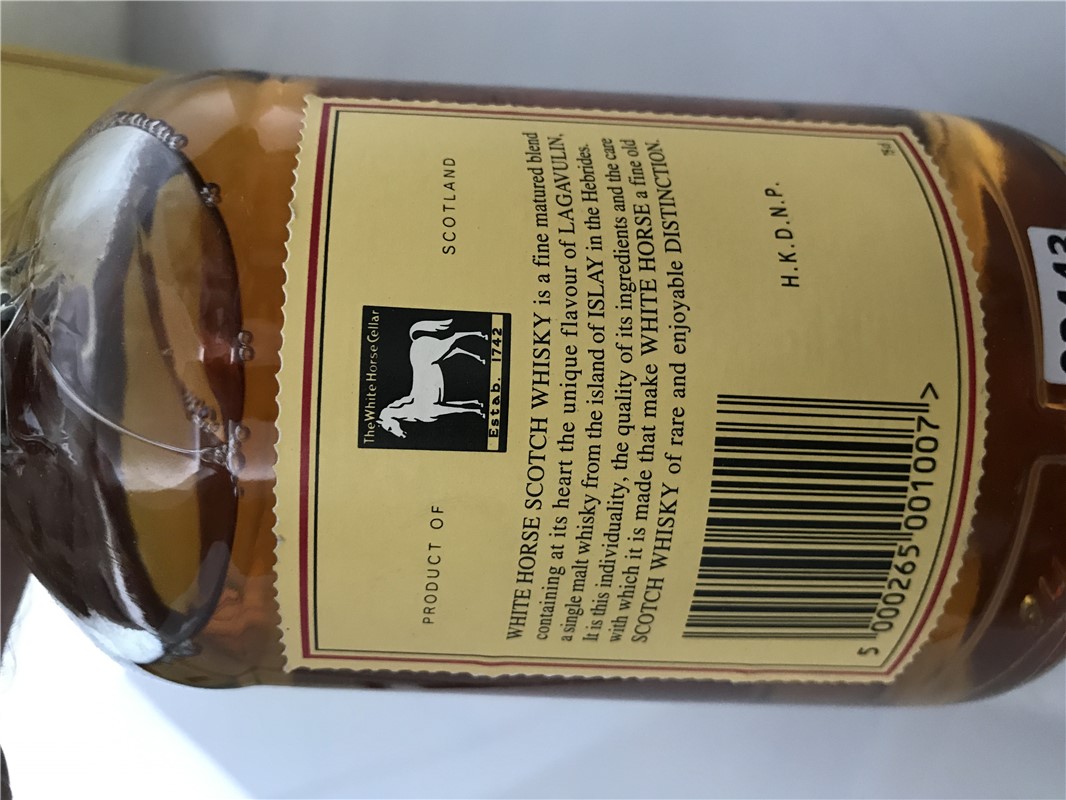 The White Horse Cellar
Estab. 1742
PRODUCT OF SCOTLAND
WHITE HORSE SCOTCH WHISKY is a fine matured blend
containing at its heart the unique flavour of LAGAVULIN,
a single malt whisky from the island of ISLAY in the Hebrides.
It is this individuality, the quality of its ingredients and the care
with which it is made that make WHITE HORSE a fine old
SCOTCH WHISKY of rare and enjoyable DISTINCTION.
H.K.D.N.P.
5 000265 001007 >